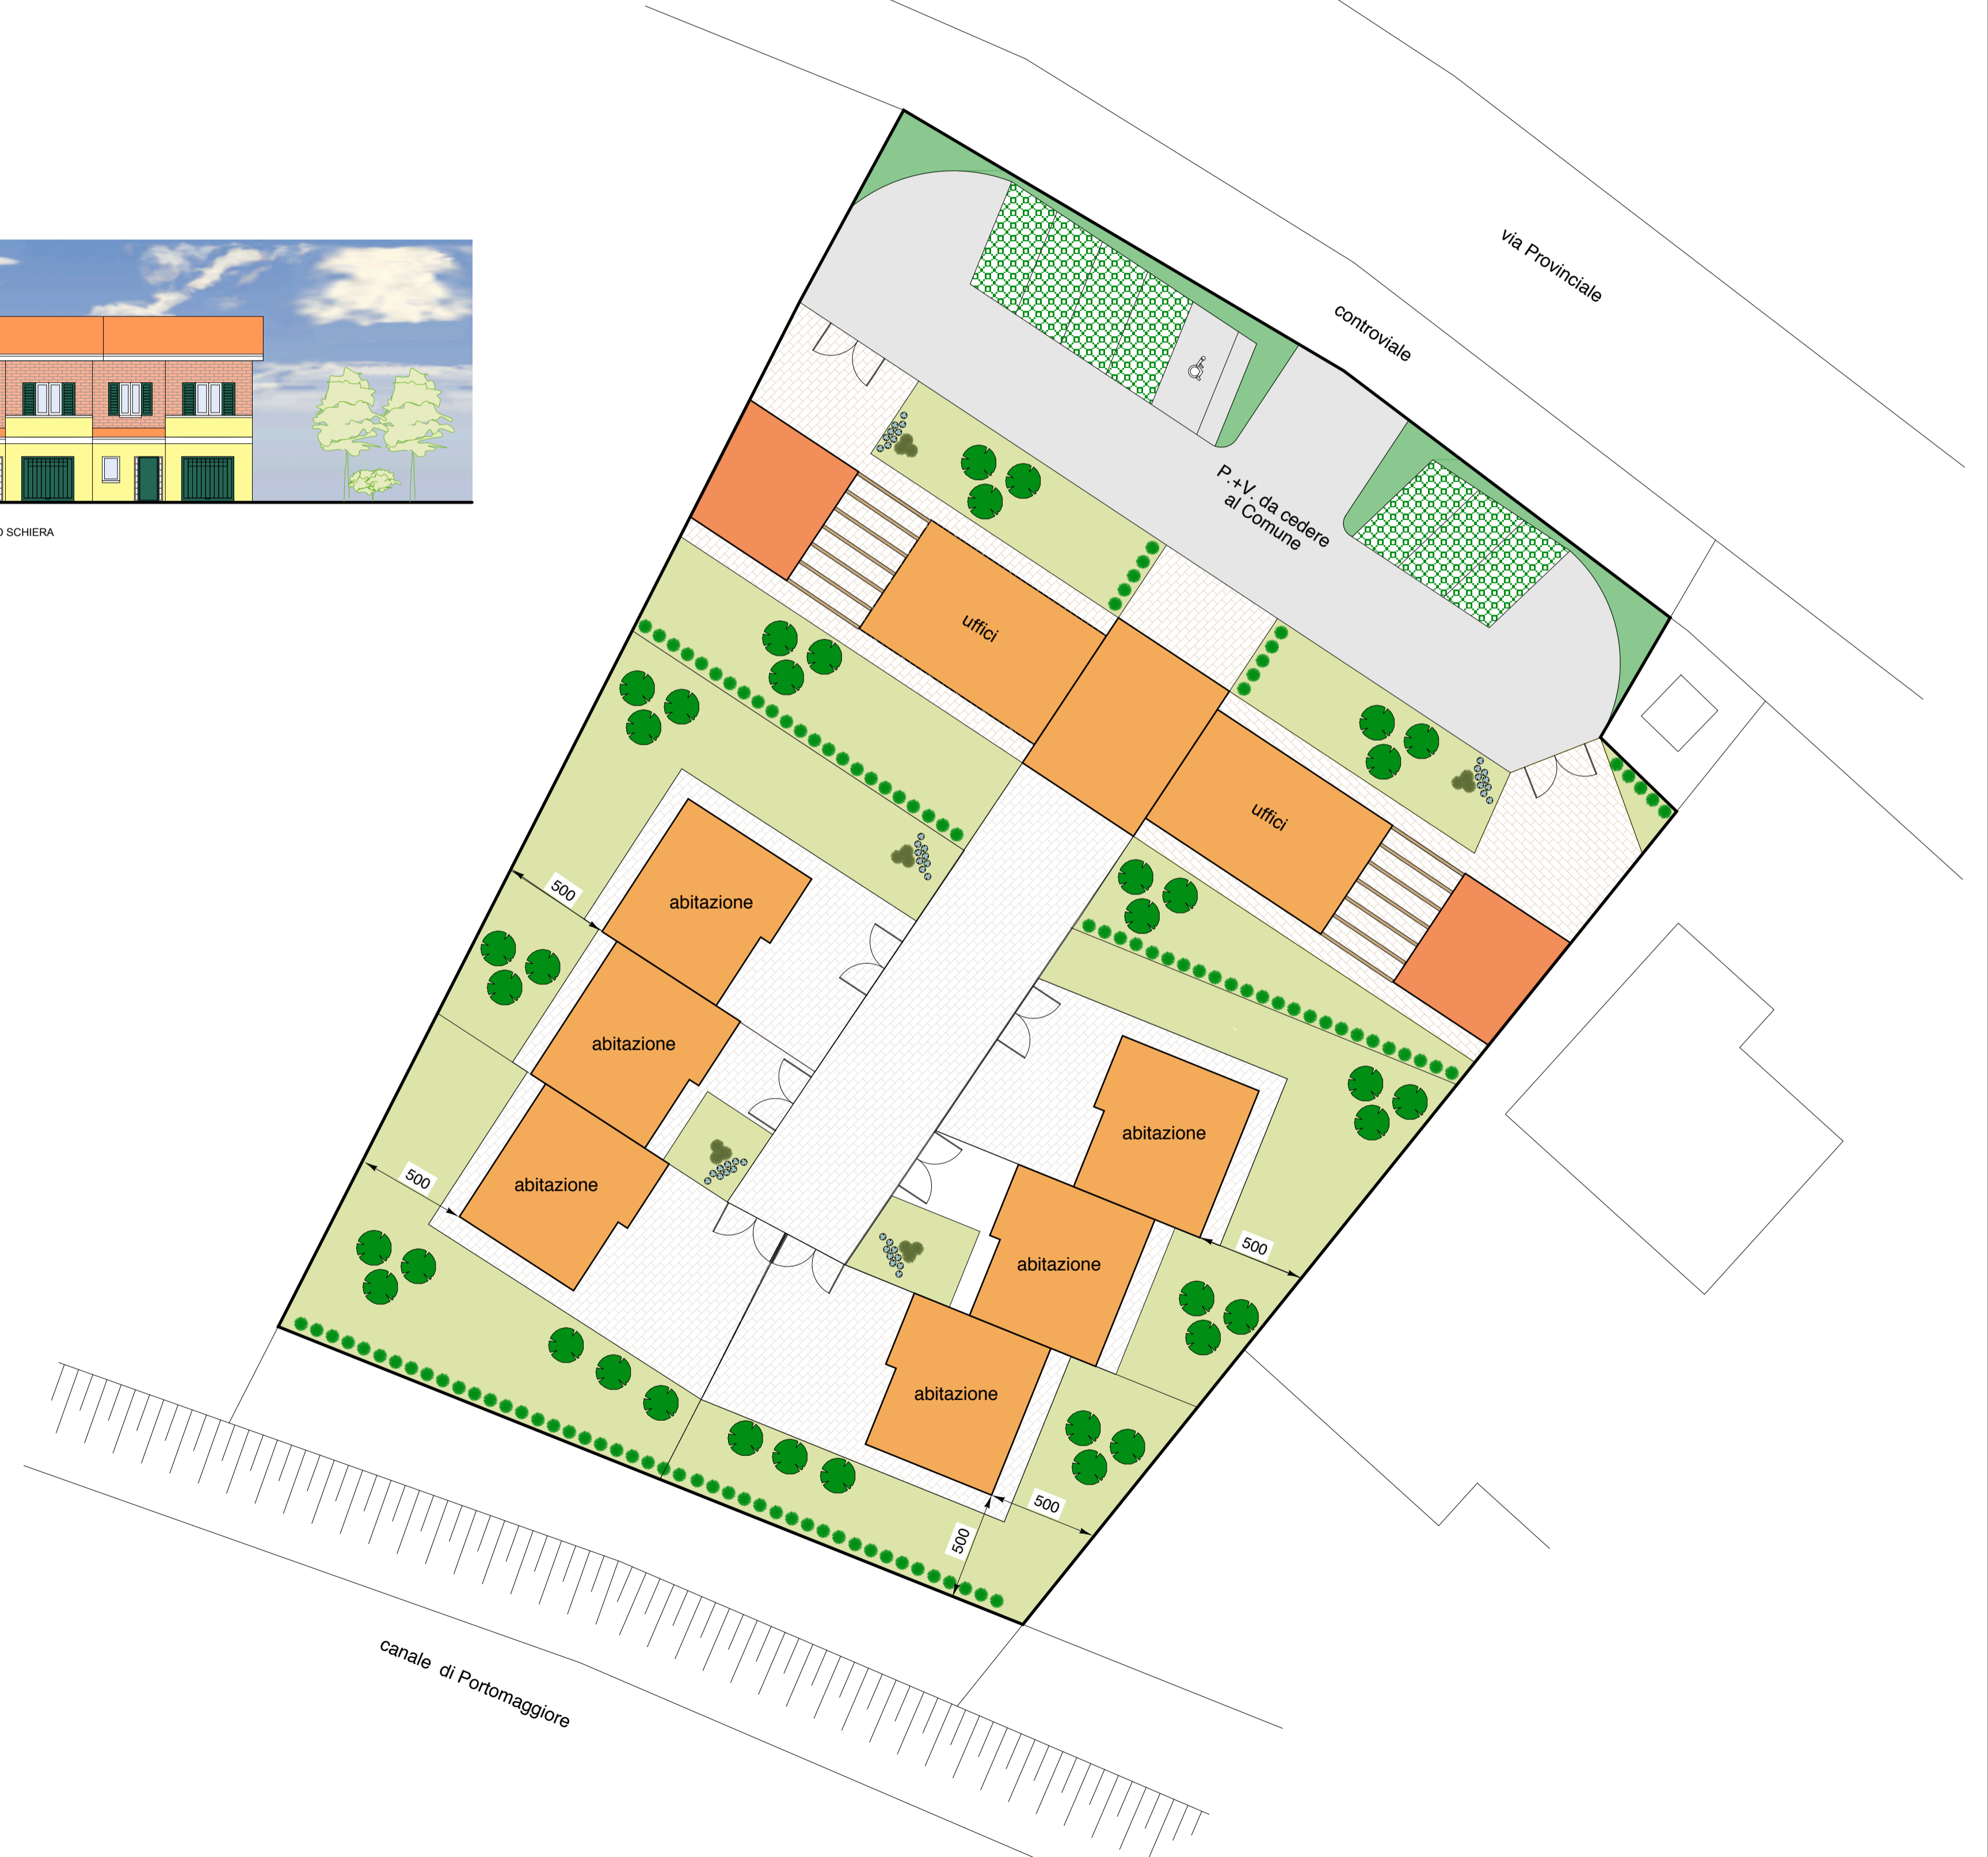 via Provinciale
controviale
P.+V. da cedere
al Comune
O SCHIERA
uffici
uffici
500
abitazione
abitazione
abitazione
500
abitazione
abitazione
abitazione
500
500
500
canale di Portomaggiore